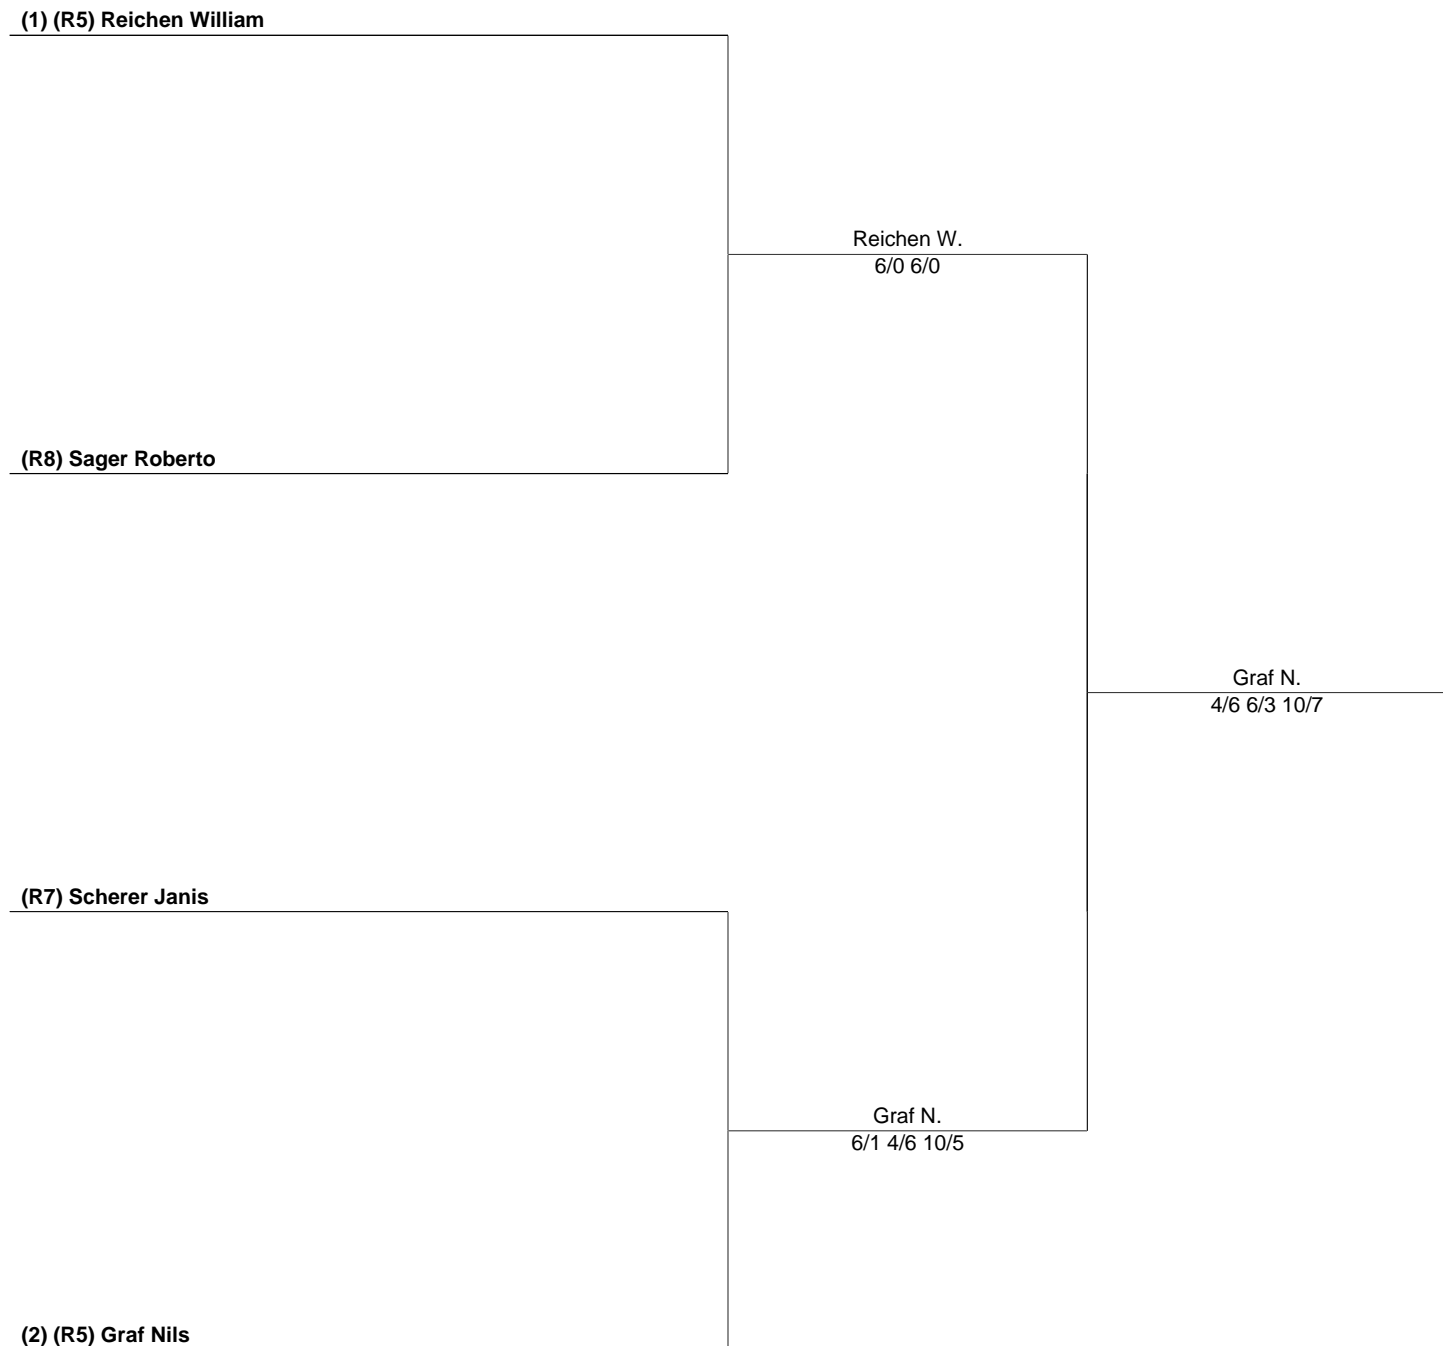 (1) (R5) Reichen William
Reichen W.
6/0 6/0
(R8) Sager Roberto
Graf N.
4/6 6/3 10/7
(R7) Scherer Janis
Graf N.
6/1 4/6 10/5
(2) (R5) Graf Nils